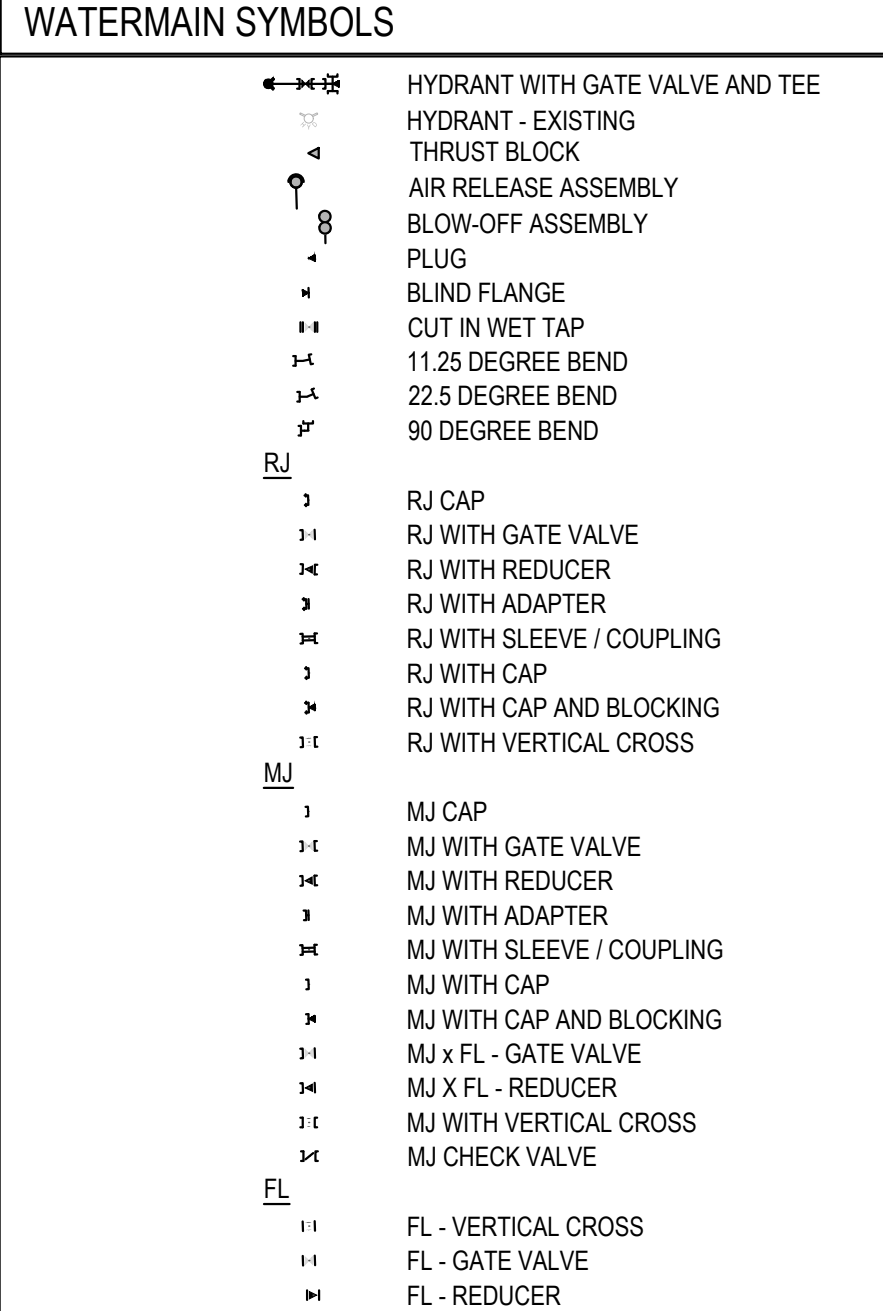 WATERMAIN SYMBOLS
HYDRANT WITH GATE VALVE AND TEE
HYDRANT - EXISTING
THRUST BLOCK
AIR RELEASE ASSEMBLY
BLOW-OFF ASSEMBLY
PLUG
BLIND FLANGE
CUT IN WET TAP
11.25 DEGREE BEND
22.5 DEGREE BEND
90 DEGREE BEND
RJ
RJ CAP
RJ WITH GATE VALVE
RJ WITH REDUCER
RJ WITH ADAPTER
RJ WITH SLEEVE / COUPLING
RJ WITH CAP
RJ WITH CAP AND BLOCKING
RJ WITH VERTICAL CROSS
MJ
MJ CAP
MJ WITH GATE VALVE
MJ WITH REDUCER
MJ WITH ADAPTER
MJ WITH SLEEVE / COUPLING
MJ WITH CAP
MJ WITH CAP AND BLOCKING
MJ x FL - GATE VALVE
MJ X FL - REDUCER
MJ WITH VERTICAL CROSS
MJ CHECK VALVE
FL
FL - VERTICAL CROSS
FL - GATE VALVE
FL - REDUCER